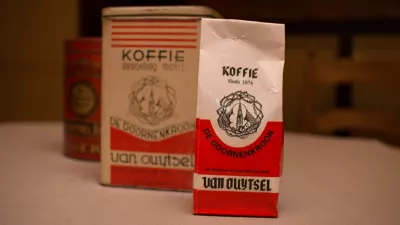 KOFFIE
DE DOORNENKROON
VAN OUYTSEL
KOFFIE
Sinds 1876
DE DOORNENKROON
VAN OUYTSEL